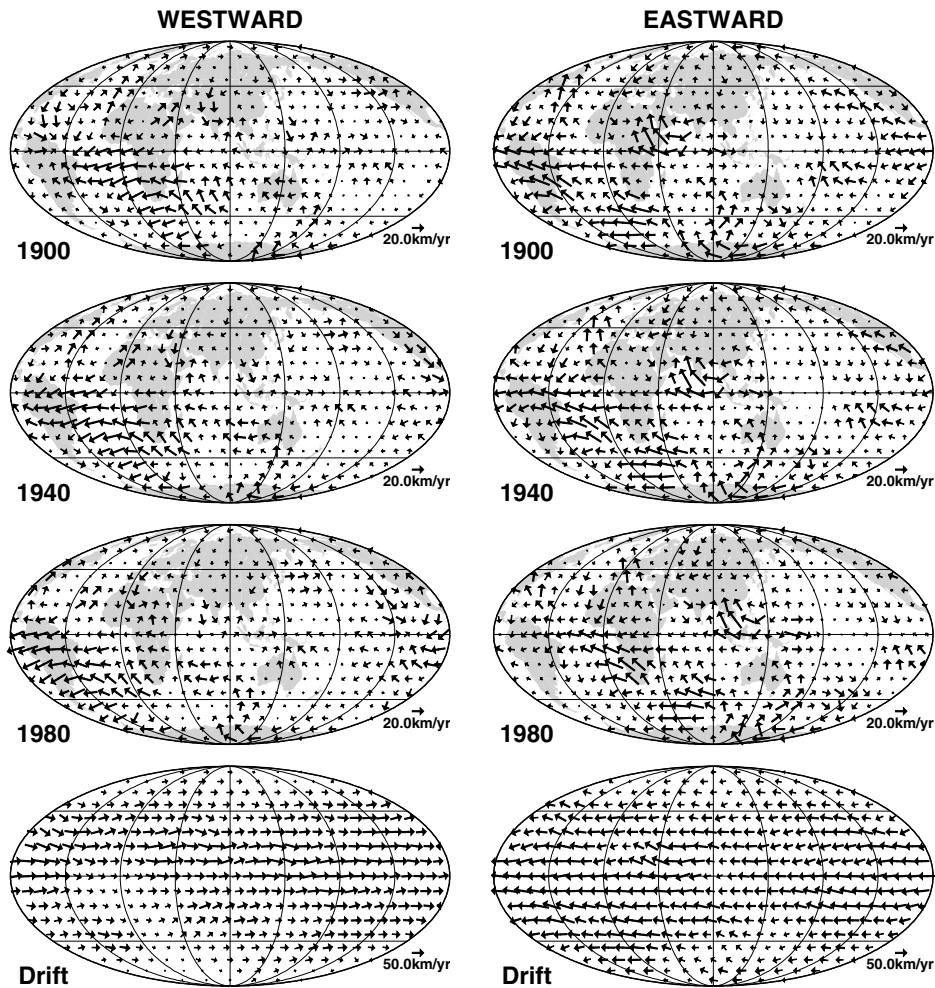 WESTWARD EASTWARD
1900 20.0km/yr 1900 20.0km/yr
1940 20.0km/yr 1940 20.0km/yr
1980 20.0km/yr 1980 20.0km/yr
Drift 50.0km/yr Drift 50.0km/yr